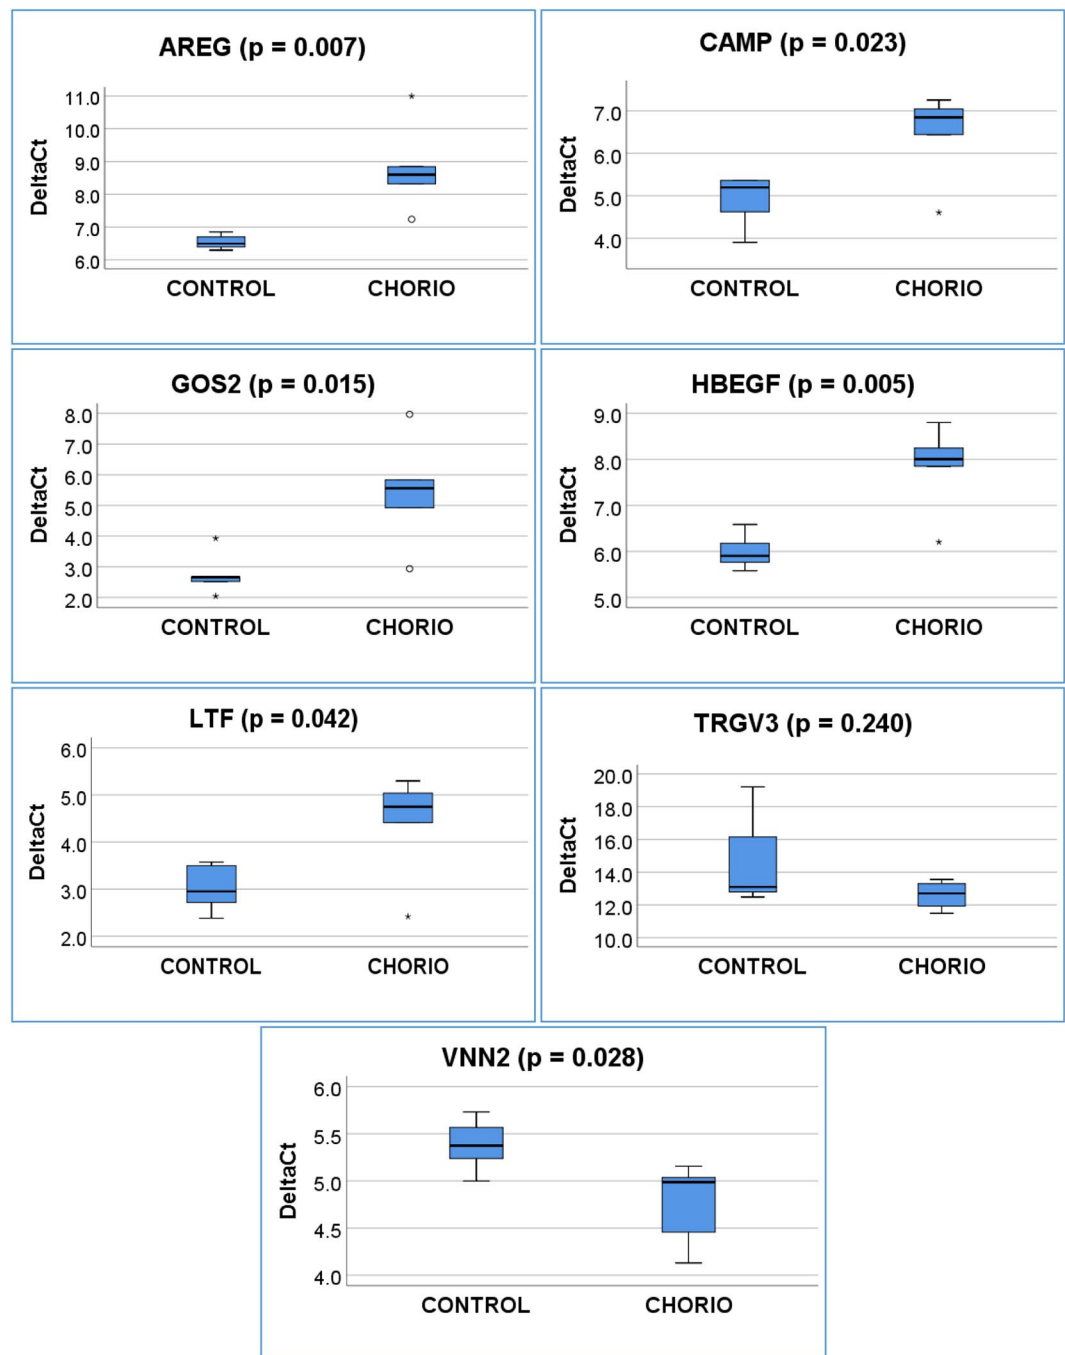 AREG (p = 0.007)
DeltaCt
11.0
10.0
9.0
8.0
7.0
6.0
CONTROL CHORIO
CAMP (p = 0.023)
DeltaCt
7.0
6.0
5.0
4.0
CONTROL CHORIO
GOS2 (p = 0.015)
DeltaCt
8.0
7.0
6.0
5.0
4.0
3.0
2.0
CONTROL CHORIO
HBEGF (p = 0.005)
DeltaCt
9.0
8.0
7.0
6.0
5.0
CONTROL CHORIO
LTF (p = 0.042)
DeltaCt
6.0
5.0
4.0
3.0
2.0
CONTROL CHORIO
TRGV3 (p = 0.240)
DeltaCt
20.0
18.0
16.0
14.0
12.0
10.0
CONTROL CHORIO
VNN2 (p = 0.028)
DeltaCt
6.0
5.5
5.0
4.5
4.0
CONTROL CHORIO